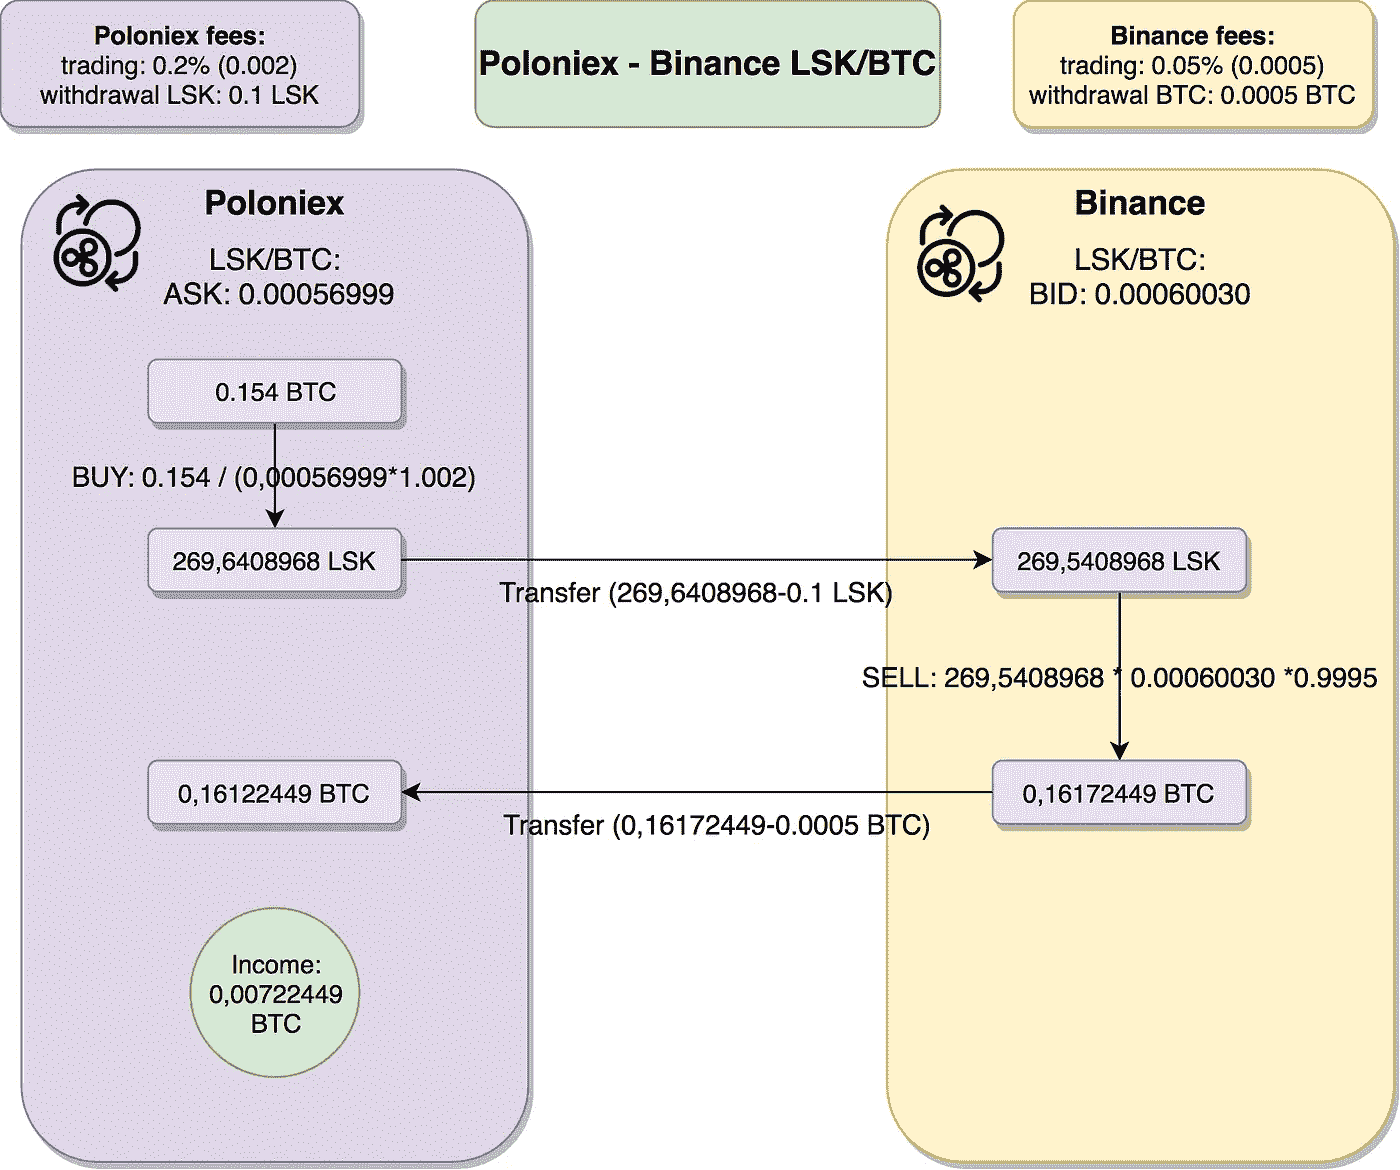 Poloniex fees:
trading: 0.2% (0.002)
withdrawal LSK: 0.1 LSK
Poloniex - Binance LSK/BTC
Binance fees:
trading: 0.05% (0.0005)
withdrawal BTC: 0.0005 BTC
Poloniex
LSK/BTC:
ASK: 0.00056999
Binance
LSK/BTC:
BID: 0.00060030
0.154 BTC
BUY: 0.154 / (0,00056999*1.002)
269,6408968 LSK
Transfer (269,6408968-0.1 LSK)
269,5408968 LSK
SELL: 269,5408968 * 0.00060030 *0.9995
0,16172449 BTC
Transfer (0,16172449-0.0005 BTC)
0,16122449 BTC
Income:
0,00722449
BTC